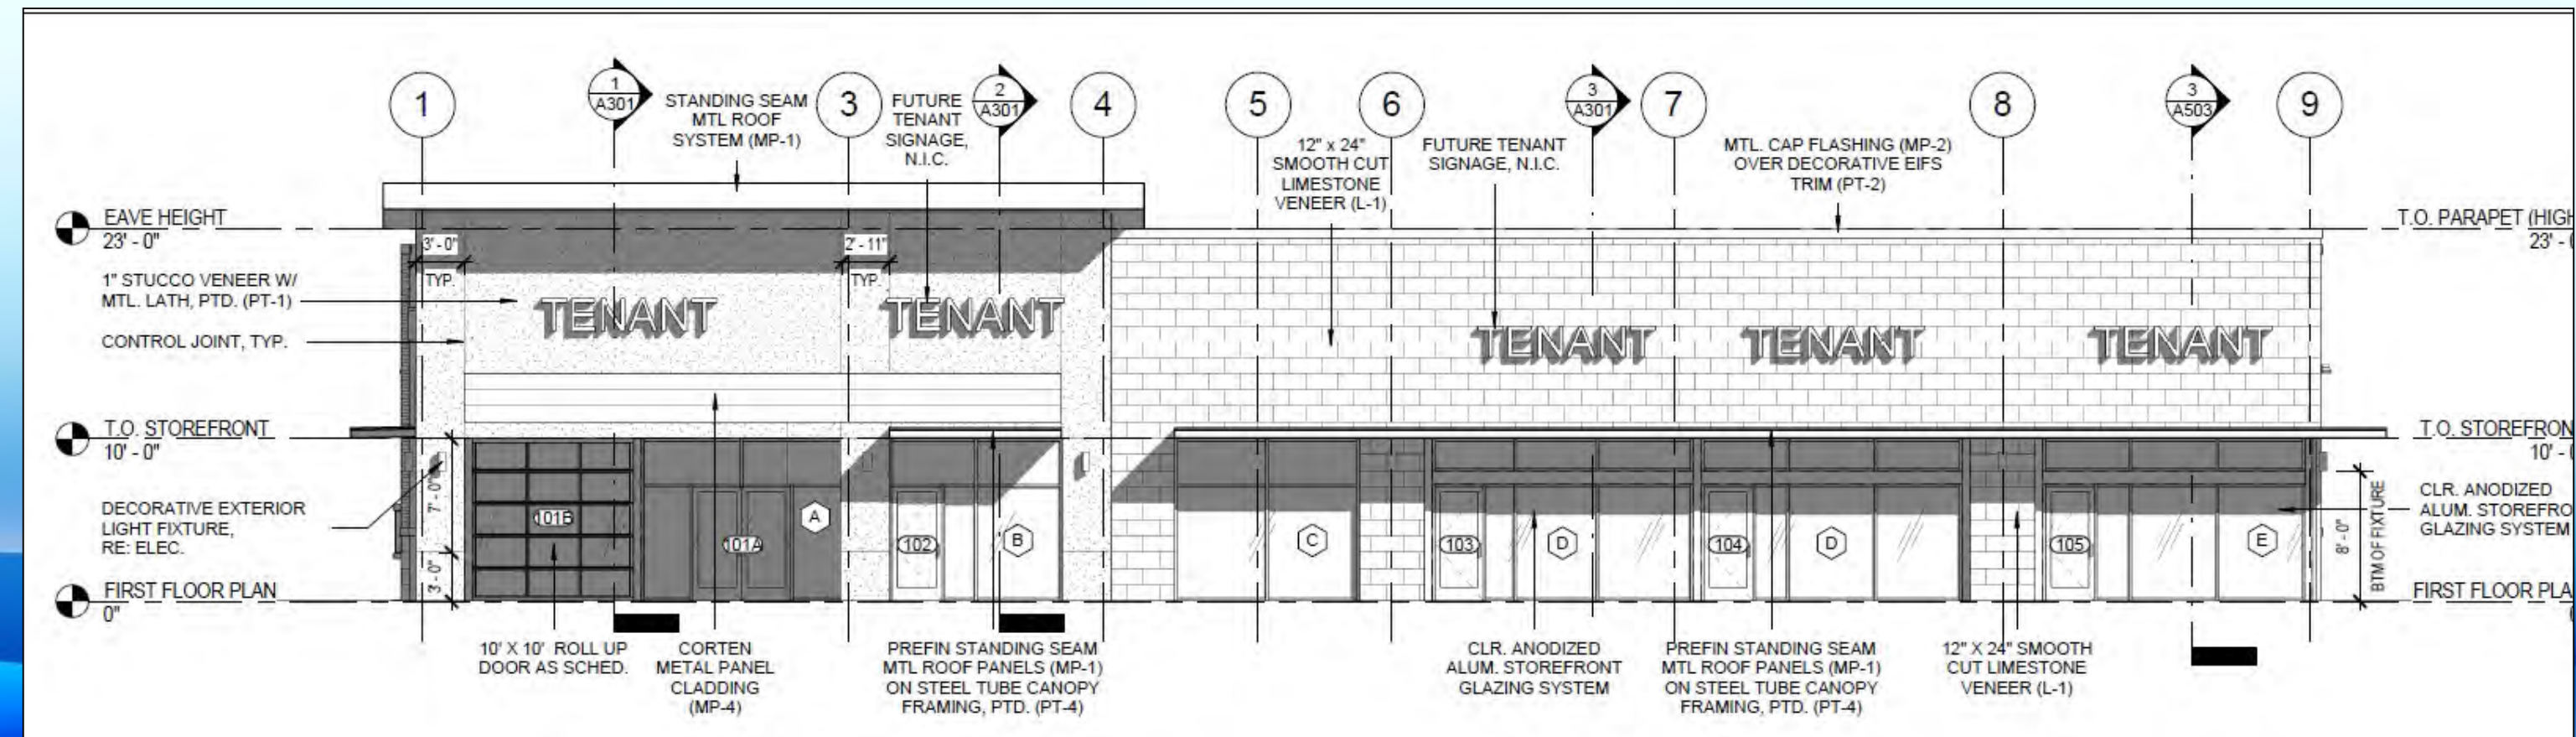 1
1
A301
STANDING SEAM
MTL ROOF
SYSTEM (MP-1)
3
FUTURE
TENANT
SIGNAGE,
N.I.C.
2
A301
4
5
6
12" x 24"
SMOOTH CUT
LIMESTONE
VENEER (L-1)
FUTURE TENANT
SIGNAGE, N.I.C.
3
A301
7
MTL. CAP FLASHING (MP-2)
OVER DECORATIVE EIFS
TRIM (PT-2)
8
3
A503
9
EAVE HEIGHT
23' - 0"
T.O. PARAPET (HIGH
23' - 0
3' - 0"
TYP.
2' - 11"
TYP.
1" STUCCO VENEER W/
MTL. LATH, PTD. (PT-1)
CONTROL JOINT, TYP.
TENANT
TENANT
TENANT
TENANT
TENANT
T.O. STOREFRONT
10' - 0"
T.O. STOREFRON
10' - 0
DECORATIVE EXTERIOR
LIGHT FIXTURE,
RE: ELEC.
7' - 0"
3' - 0"
101B
101A
A
102
B
C
103
D
104
D
105
E
8' - 0"
BTM OF FIXTURE
CLR. ANODIZED
ALUM. STOREFRO
GLAZING SYSTEM
FIRST FLOOR PLAN
0"
FIRST FLOOR PLA
10' X 10' ROLL UP
DOOR AS SCHED.
CORTEN
METAL PANEL
CLADDING
(MP-4)
PREFIN STANDING SEAM
MTL ROOF PANELS (MP-1)
ON STEEL TUBE CANOPY
FRAMING, PTD. (PT-4)
CLR. ANODIZED
ALUM. STOREFRONT
GLAZING SYSTEM
PREFIN STANDING SEAM
MTL ROOF PANELS (MP-1)
ON STEEL TUBE CANOPY
FRAMING, PTD. (PT-4)
12" X 24" SMOOTH
CUT LIMESTONE
VENEER (L-1)